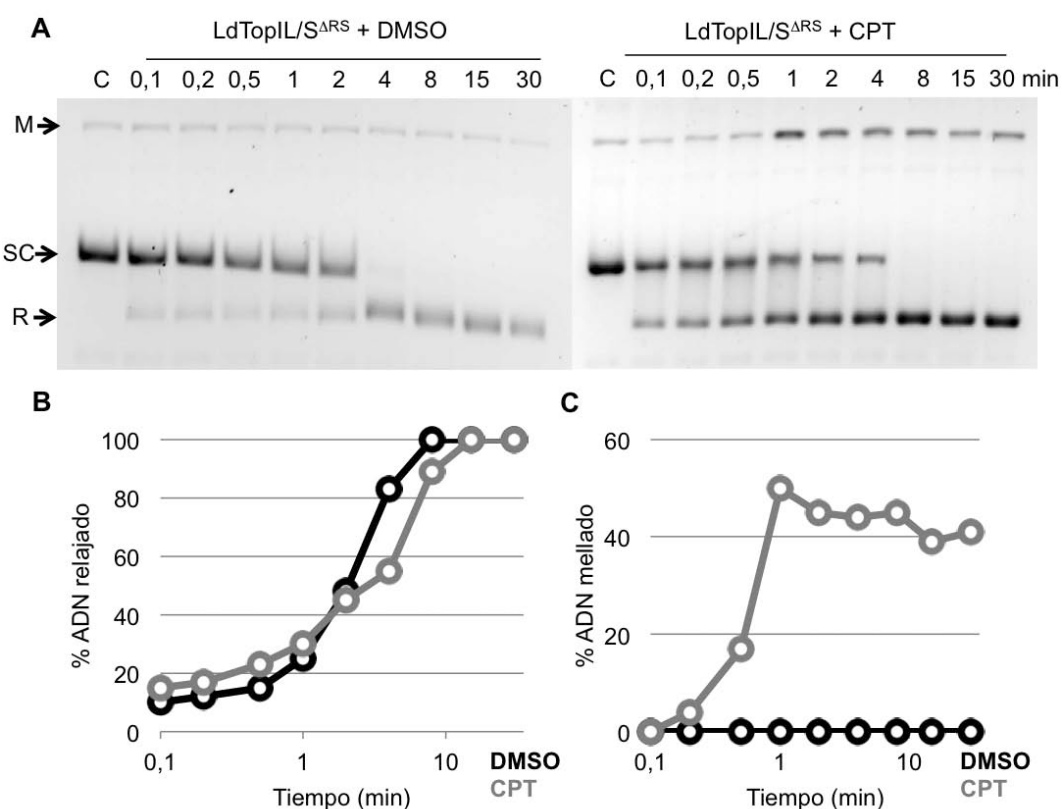 A
LdTopIL/SΔRS + DMSO
LdTopIL/SΔRS + CPT
C 0,1 0,2 0,5 1 2 4 8 15 30
C 0,1 0,2 0,5 1 2 4 8 15 30 min
M
SC
R
B
% ADN relajado
100
80
60
40
20
0
0,1 1 10
Tiempo (min)
DMSO
CPT
C
% ADN mellado
60
40
20
0
0,1 1 10
Tiempo (min)
DMSO
CPT